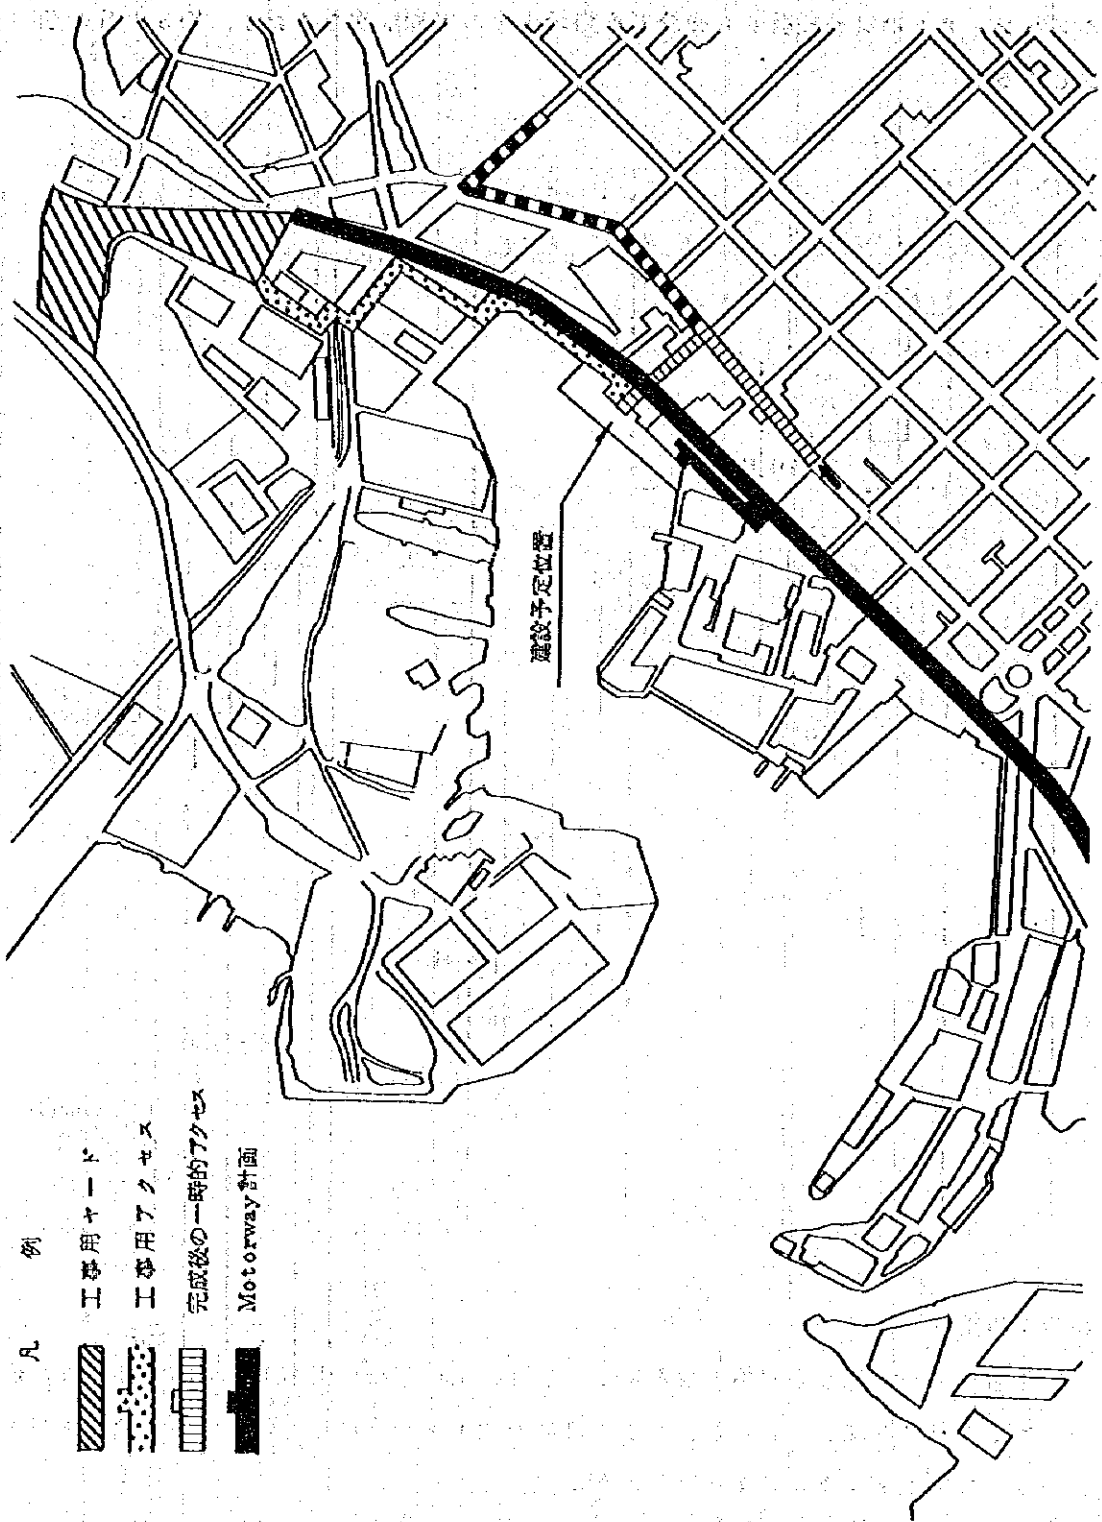 凡 例
工事用ヤード
工事用アクセス
完成後の一時的アクセス
Motorway計画
建設予定位置